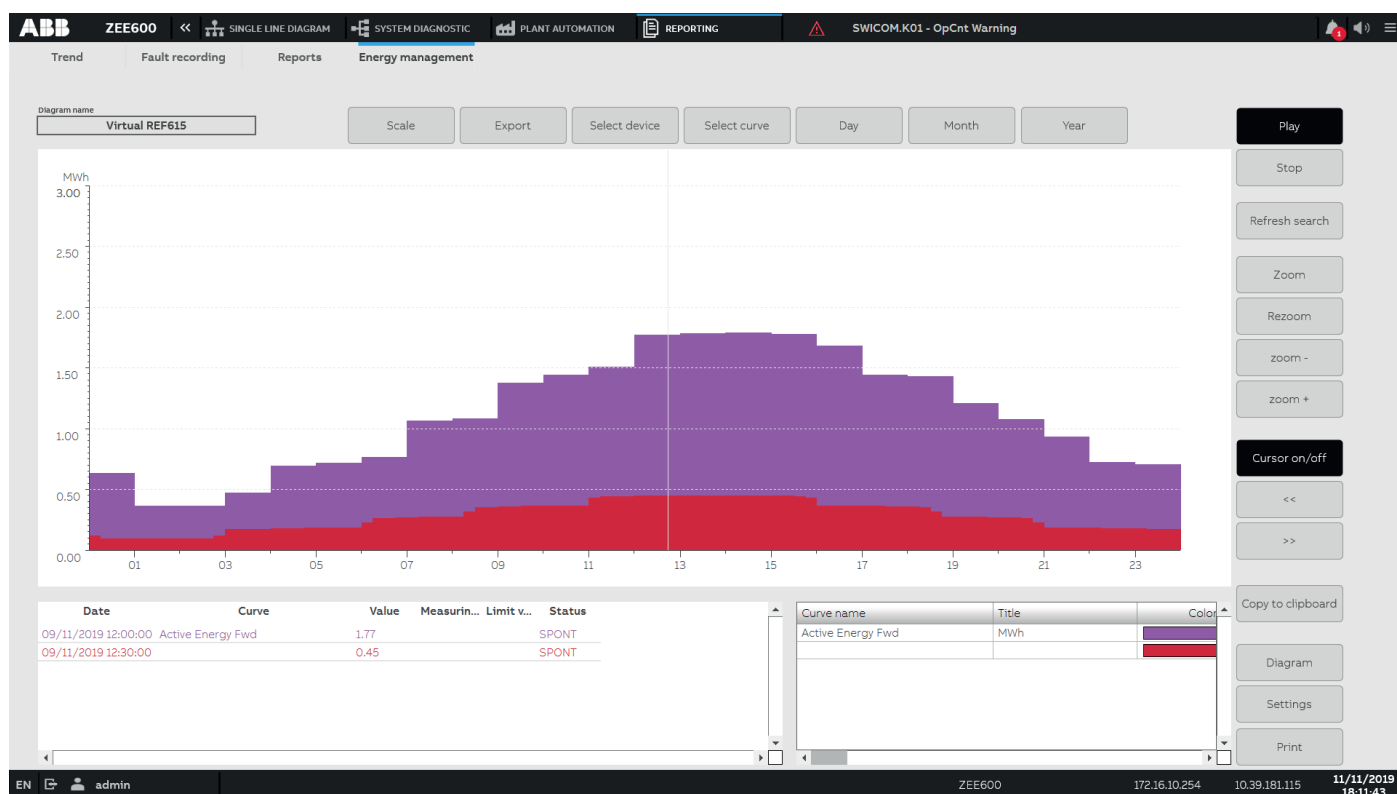 ABB ZEE600 « SINGLE LINE DIAGRAM SYSTEM DIAGNOSTIC PLANT AUTOMATION REPORTING SWICOM.K01 - OpCnt Warning 1
Trend Fault recording Reports Energy management
Diagram name
Virtual REF615 Scale Export Select device Select curve Day Month Year Play
Stop
Refresh search
Zoom
Rezoom
zoom -
zoom +
Cursor on/off
<<
>>
Copy to clipboard
Diagram
Settings
Print
MWh
3.00
2.50
2.00
1.50
1.00
0.50
0.00
01 03 05 07 09 11 13 15 17 19 21 23
Date Curve Value Measurin... Limit v... Status
09/11/2019 12:00:00 Active Energy Fwd 1.77 SPONT
09/11/2019 12:30:00 0.45 SPONT
Curve name Title Color
Active Energy Fwd MWh
EN admin ZEE600 172.16.10.254 10.39.181.115 11/11/2019
18:11:43